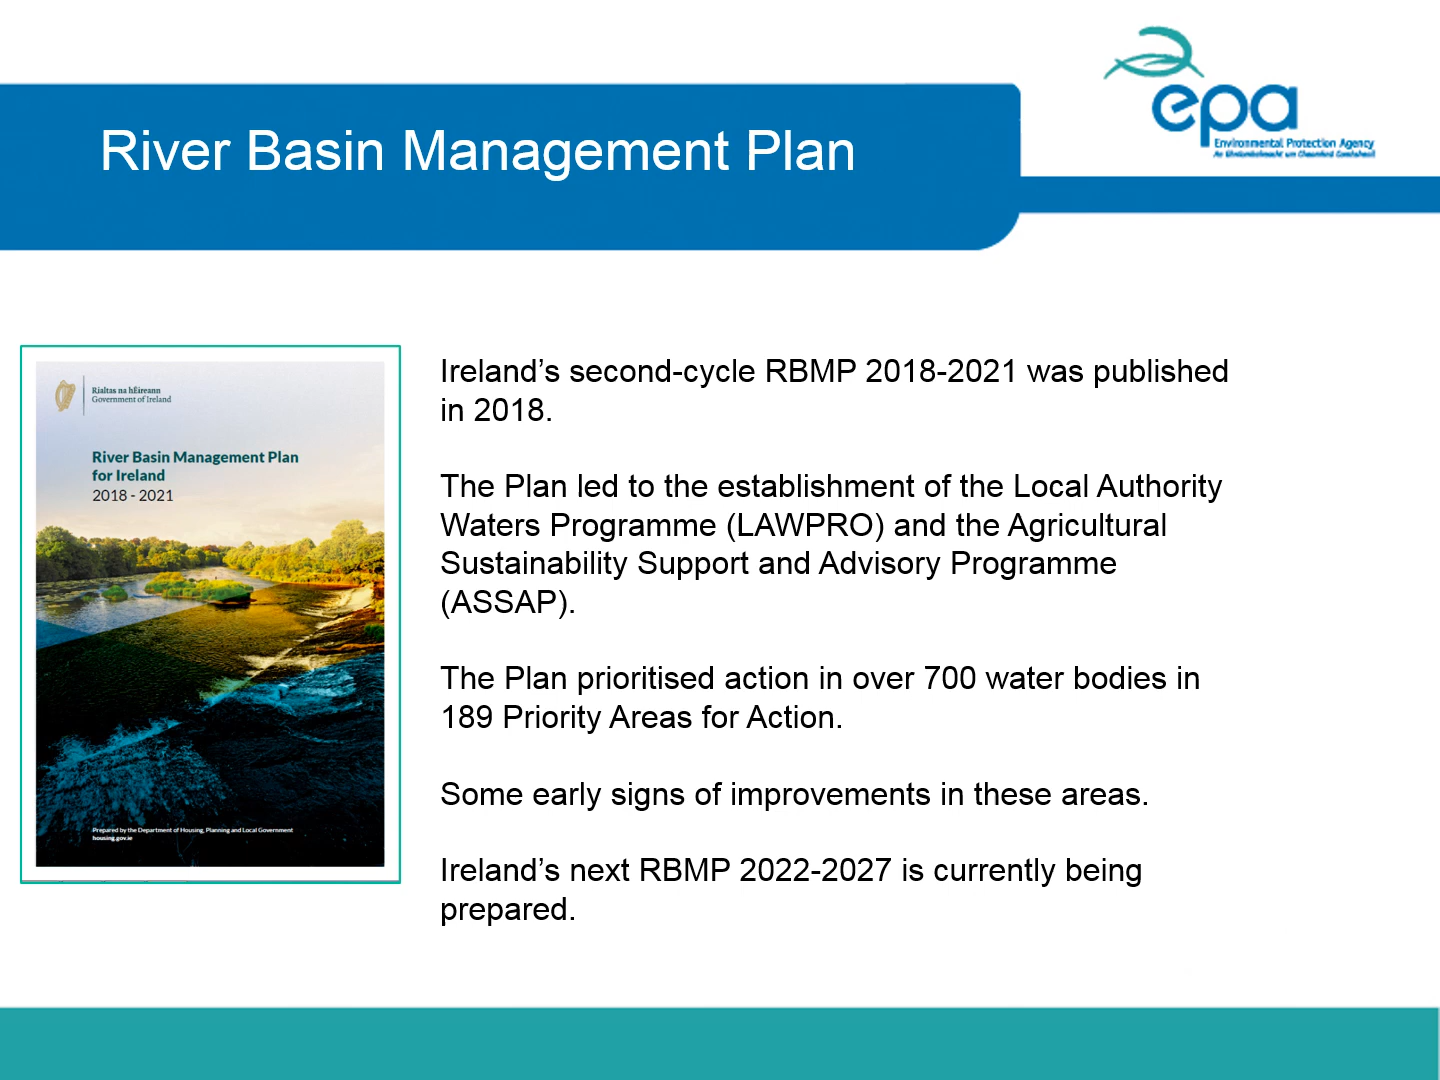 River Basin Management Plan
epa
Environmental Protection Agency
Rialtas na hÉireann
Government of Ireland
River Basin Management Plan
for Ireland
2018 - 2021
Prepared by the Department of Housing, Planning and Local Government
housing.gov.ie
Ireland’s second-cycle RBMP 2018-2021 was published
in 2018.
The Plan led to the establishment of the Local Authority
Waters Programme (LAWPRO) and the Agricultural
Sustainability Support and Advisory Programme
(ASSAP).
The Plan prioritised action in over 700 water bodies in
189 Priority Areas for Action.
Some early signs of improvements in these areas.
Ireland’s next RBMP 2022-2027 is currently being
prepared.